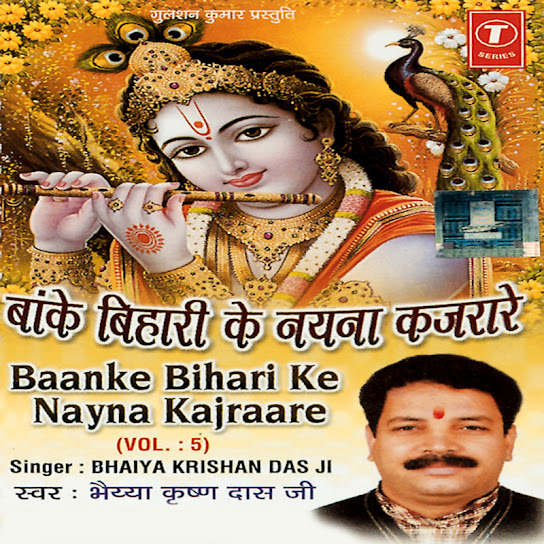 गुलशन कुमार प्रस्तुति
T
SERIES
बांके बिहारी के नयना कजरारे
Baanke Bihari Ke
Nayna Kajraare
(VOL. : 5)
Singer : BHAIYA KRISHAN DAS JI
स्वर : भैय्या कृष्ण दास जी